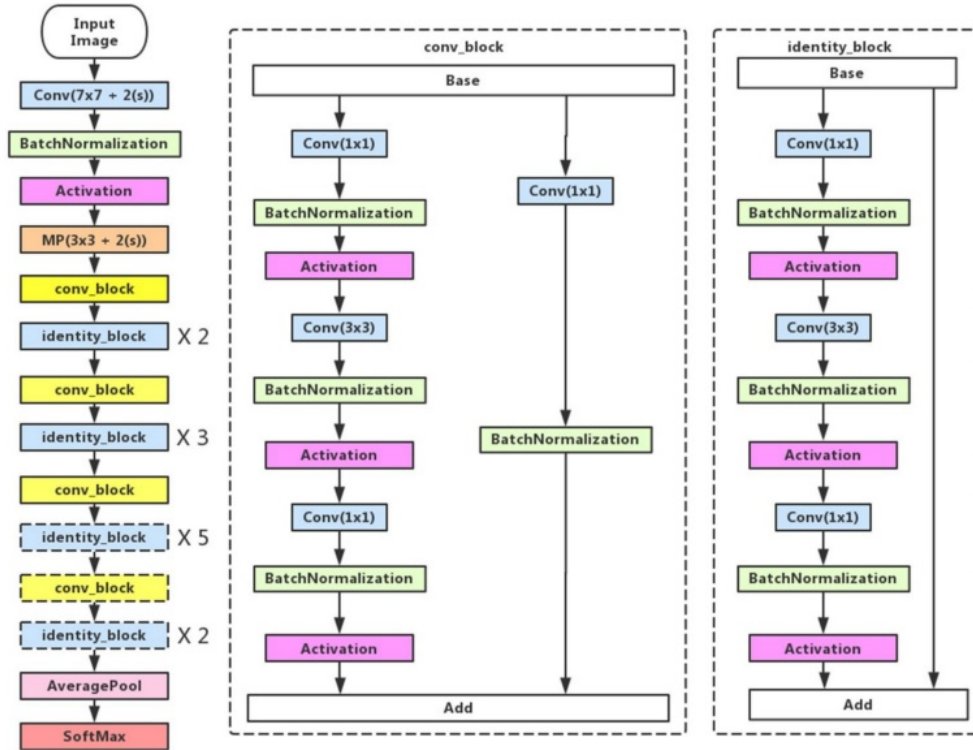 Input
Image
Conv(7x7 + 2(s))
BatchNormalization
Activation
MP(3x3 + 2(s))
conv_block
identity_block X 2
conv_block
identity_block X 3
conv_block
identity_block X 5
conv_block
identity_block X 2
AveragePool
SoftMax
conv_block
Base
Conv(1x1)
BatchNormalization
Activation
Conv(3x3)
BatchNormalization
Activation
Conv(1x1)
BatchNormalization
Activation
Conv(1x1)
BatchNormalization
Add
identity_block
Base
Conv(1x1)
BatchNormalization
Activation
Conv(3x3)
BatchNormalization
Activation
Conv(1x1)
BatchNormalization
Activation
Add